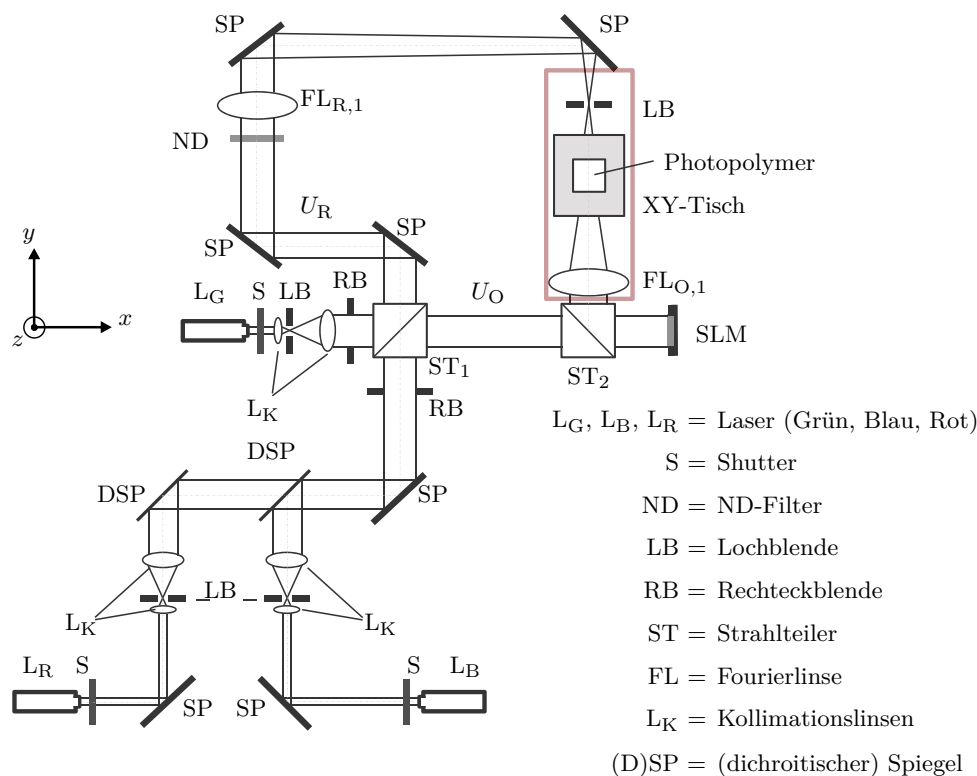 SP
SP
FL_R,1
LB
ND
Photopolymer
XY-Tisch
U_R
SP
SP
y
x
z
L_G
S
LB
RB
U_O
FL_O,1
SLM
ST_1
ST_2
L_K
RB
L_G, L_B, L_R = Laser (Grün, Blau, Rot)
DSP
S = Shutter
DSP
SP
ND = ND-Filter
LB = Lochblende
LB
RB = Rechteckblende
L_K
L_K
ST = Strahlteiler
L_R
S
S
L_B
FL = Fourierlinse
SP
SP
L_K = Kollimationslinsen
(D)SP = (dichroitischer) Spiegel